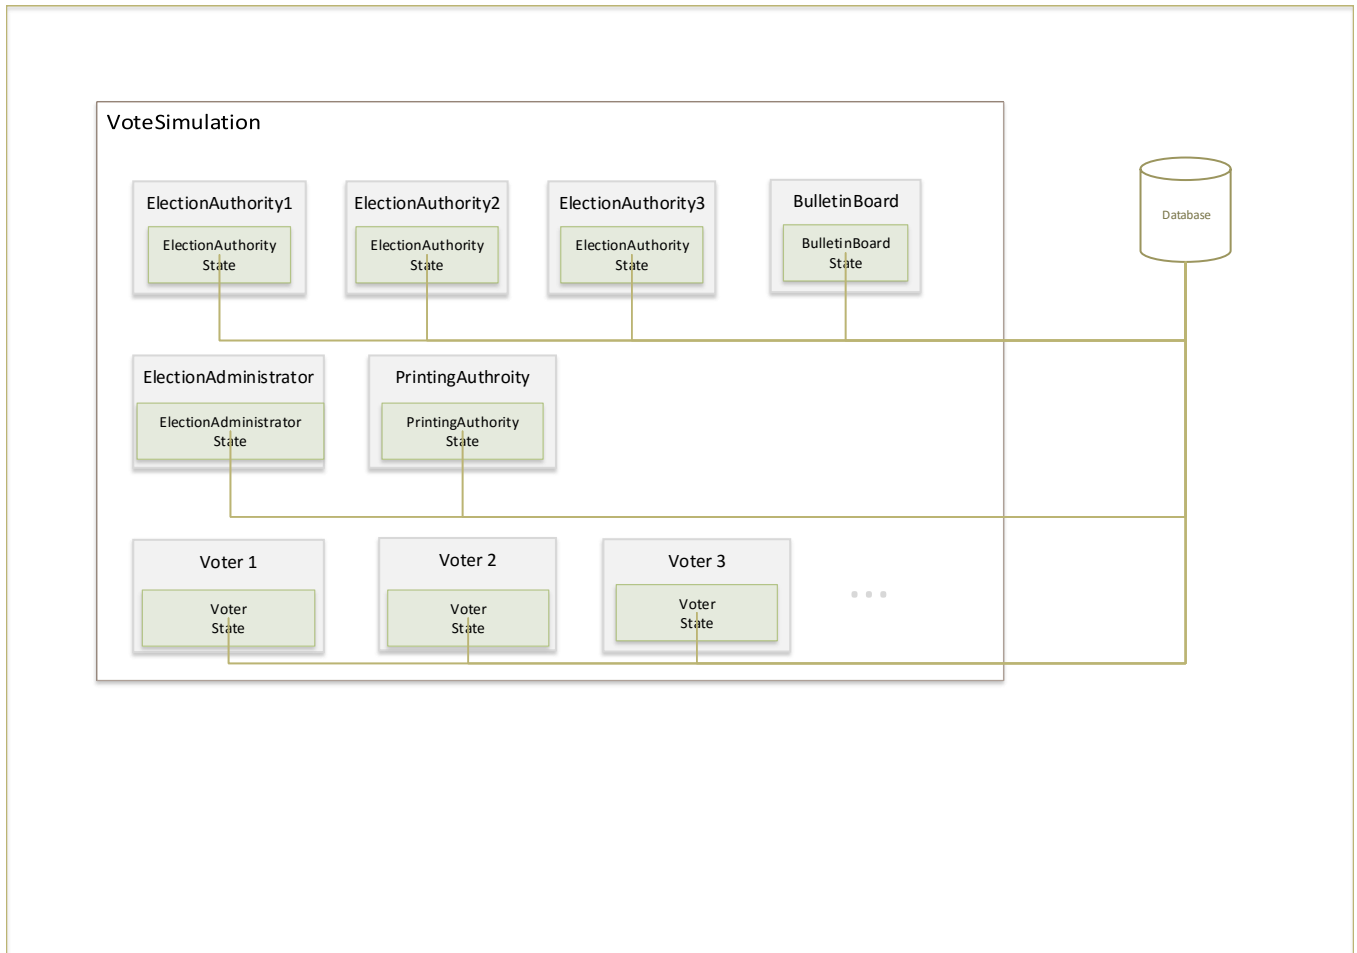 VoteSimulation
ElectionAuthority1
ElectionAuthority
State
ElectionAuthority2
ElectionAuthority
State
ElectionAuthority3
ElectionAuthority
State
BulletinBoard
BulletinBoard
State
Database
ElectionAdministrator
ElectionAdministrator
State
PrintingAuthroity
PrintingAuthority
State
Voter 1
Voter
State
Voter 2
Voter
State
Voter 3
Voter
State
...